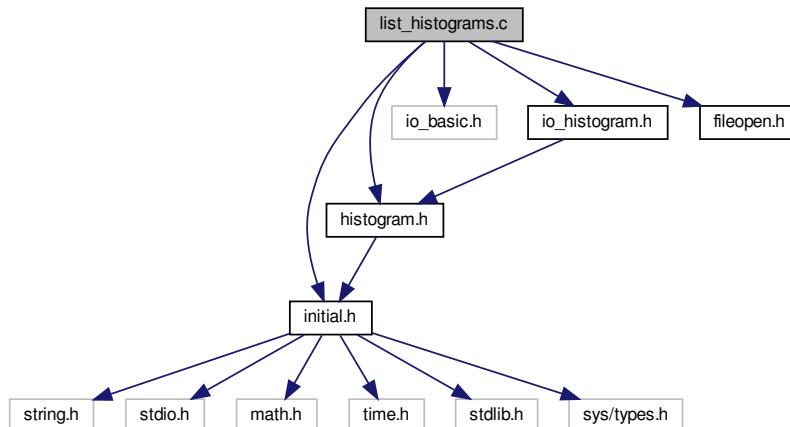 list_histograms.c
io_basic.h
io_histogram.h
fileopen.h
histogram.h
initial.h
string.h
stdio.h
math.h
time.h
stdlib.h
sys/types.h